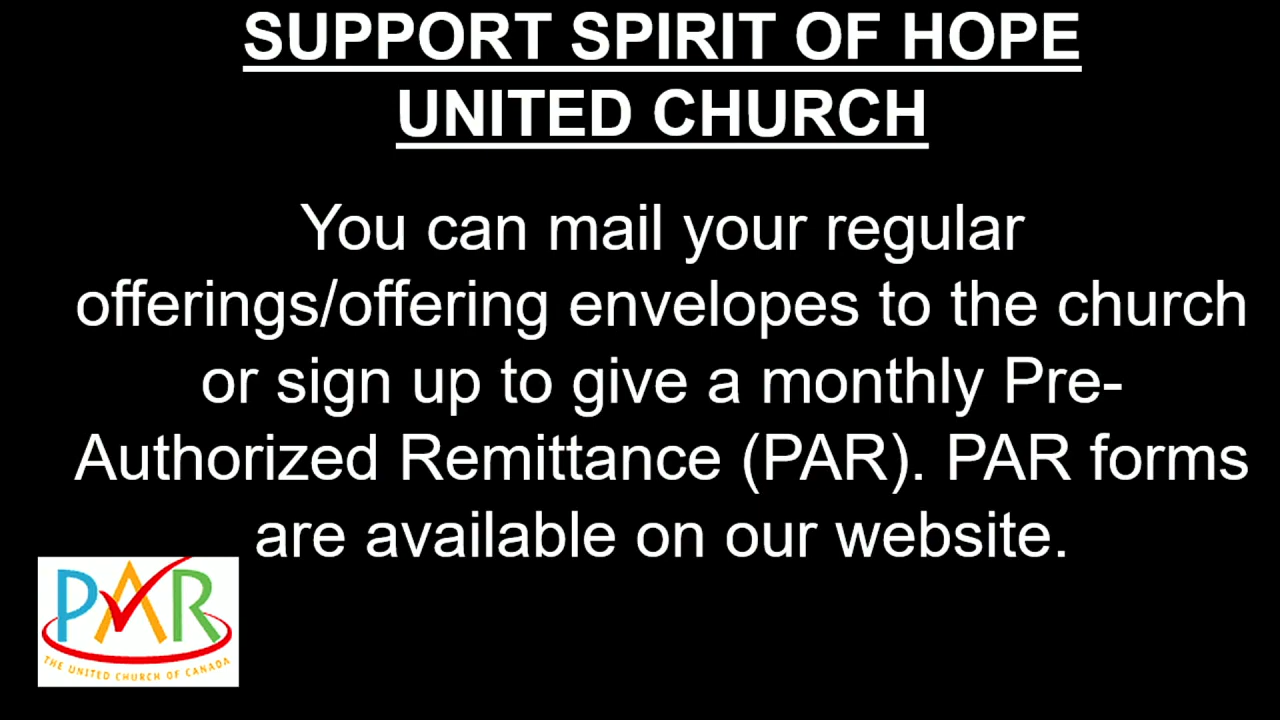 SUPPORT SPIRIT OF HOPE
UNITED CHURCH
You can mail your regular
offerings/offering envelopes to the church
or sign up to give a monthly Pre-
Authorized Remittance (PAR). PAR forms
are available on our website.
PAR
THE UNITED CHURCH OF CANADA